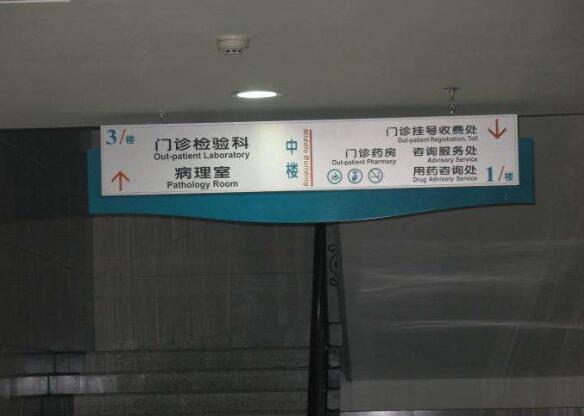 3/楼
门诊检验科
Out-patient Laboratory
病理室
Pathology Room
中楼
Middle Building
门诊挂号收费处
Out-patient Registration, Toll
门诊药房
Out-patient Pharmacy
咨询服务处
Advisory Service
用药咨询处
Drug Advisory Service
1/楼